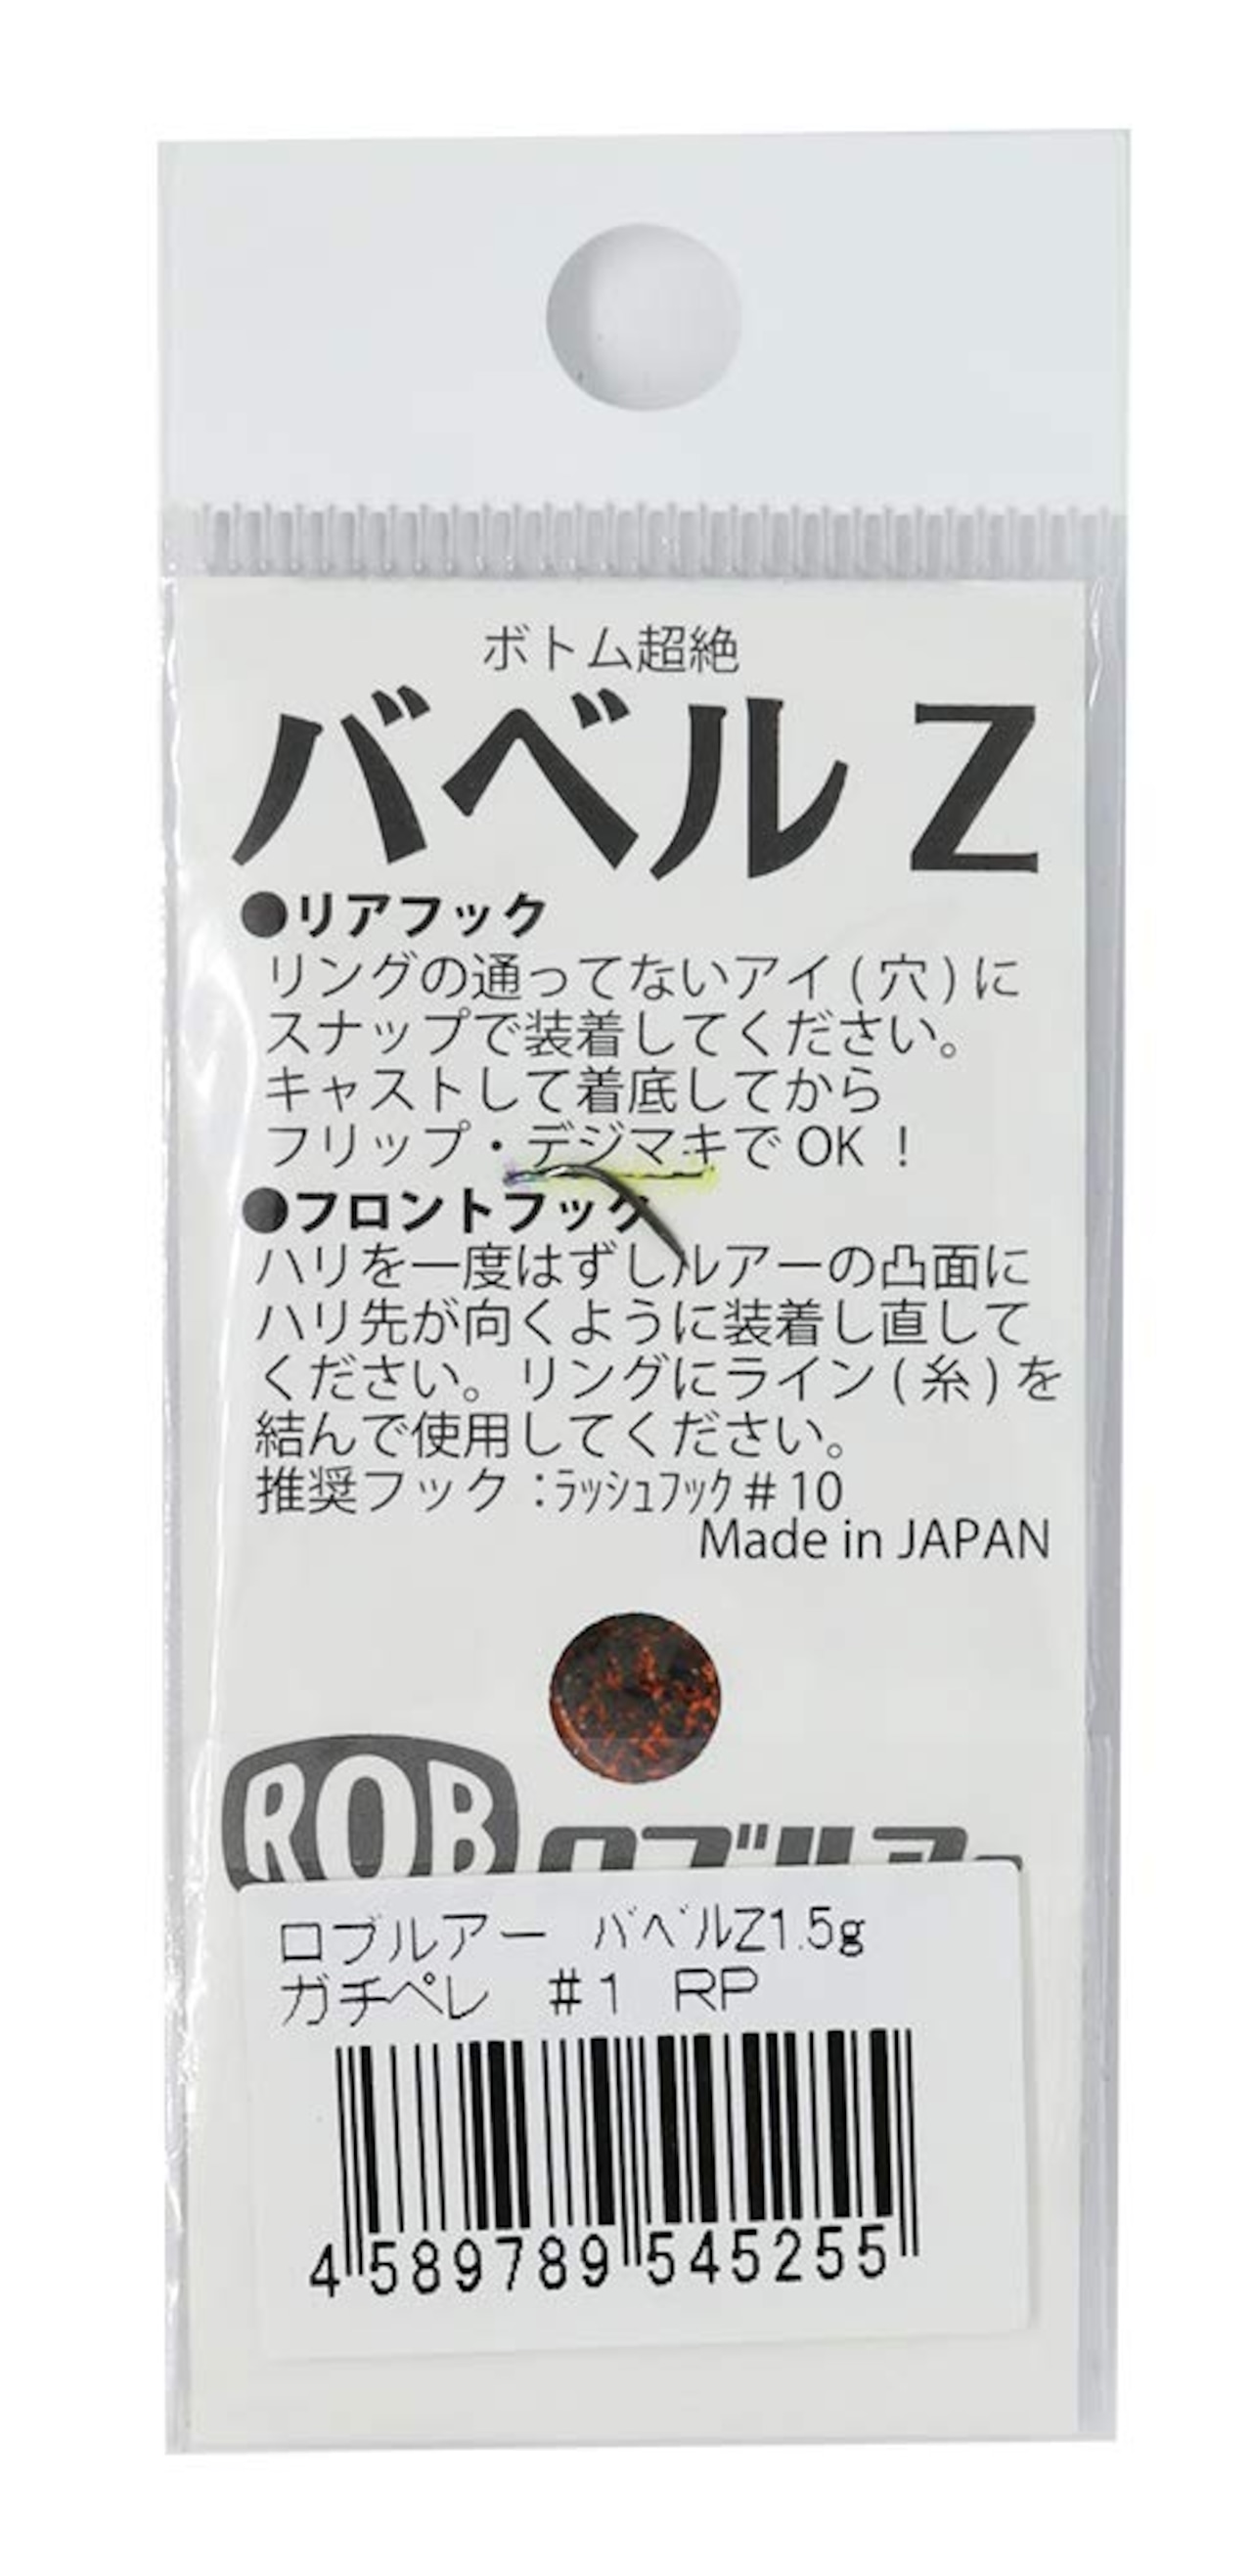 ボトム超絶
バベル Z
●リアフック
リングの通ってないアイ(穴)に
スナップで装着してください。
キャストして着底してから
フリップ・デジマキでOK！
●フロントフック
ハリを一度はずしルアーの凸面に
ハリ先が向くように装着し直して
ください。リングにライン(糸)を
結んで使用してください。
推奨フック：ﾗｯｼｭﾌｯｸ#10
Made in JAPAN
ROB
ロブルアー
ロブルアー ﾊﾞﾍﾞﾙZ1.5g
ガチペレ #1 RP
4 589789 545255